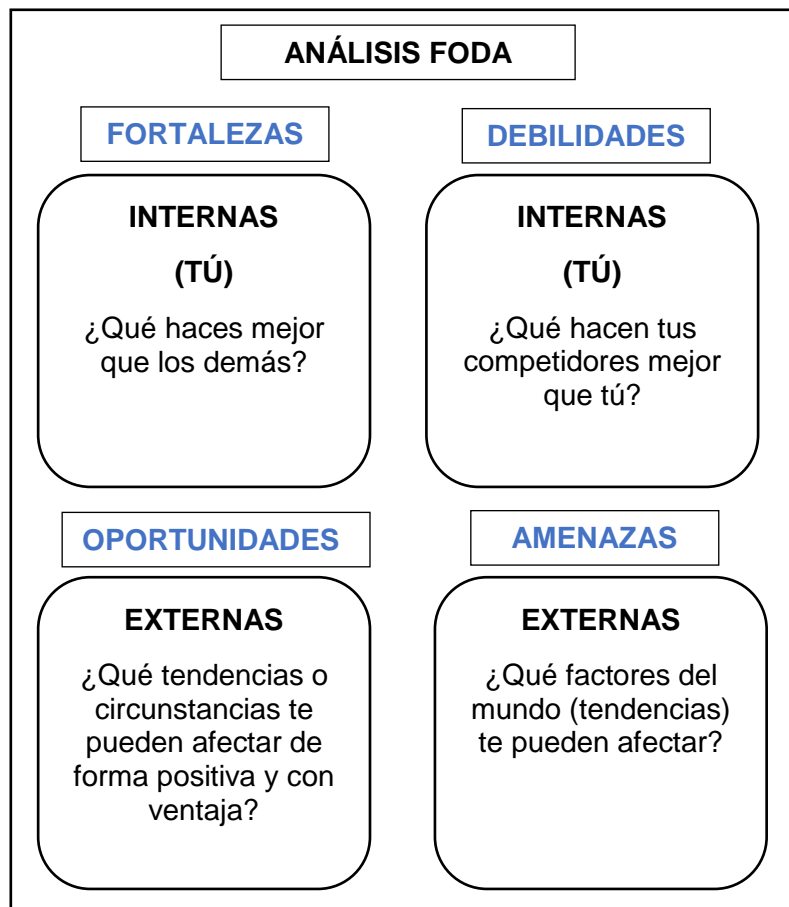 ANÁLISIS FODA
FORTALEZAS
INTERNAS
(TÚ)
¿Qué haces mejor
que los demás?
DEBILIDADES
INTERNAS
(TÚ)
¿Qué hacen tus
competidores mejor
que tú?
OPORTUNIDADES
EXTERNAS
¿Qué tendencias o
circunstancias te
pueden afectar de
forma positiva y con
ventaja?
AMENAZAS
EXTERNAS
¿Qué factores del
mundo (tendencias)
te pueden afectar?